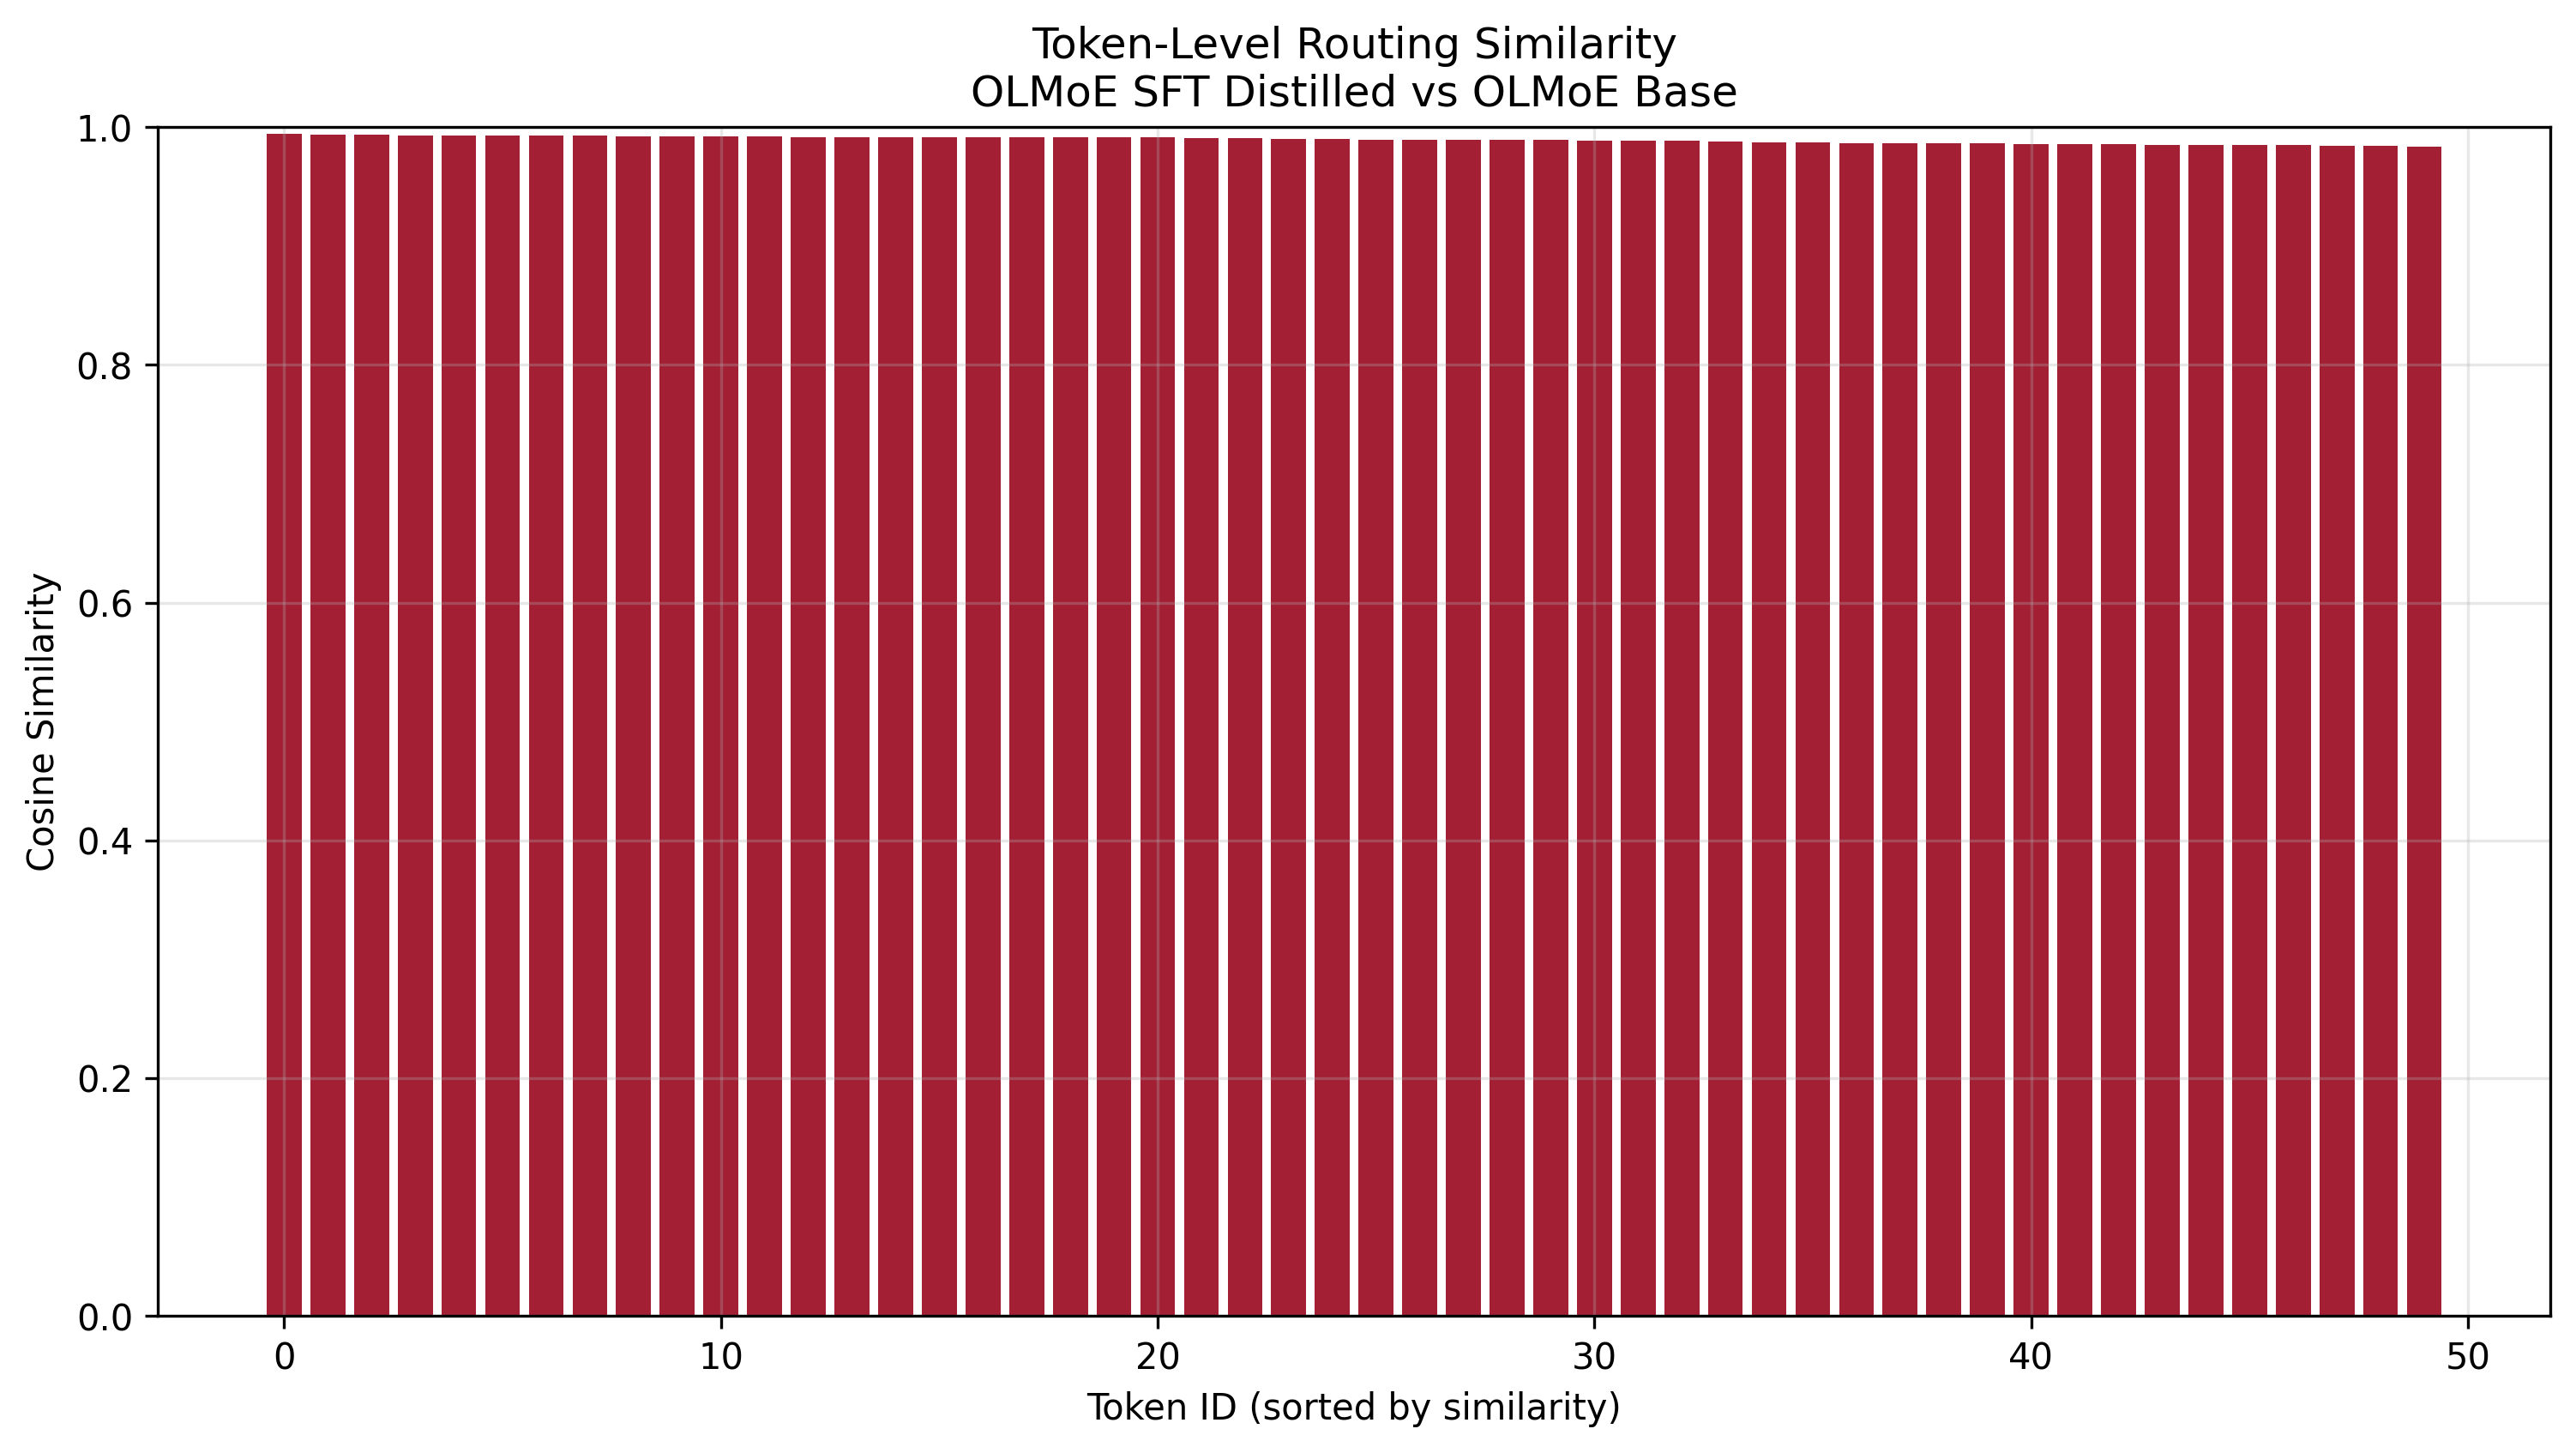 Token-Level Routing Similarity
OLMoE SFT Distilled vs OLMoE Base
1.0
0.8
0.6
0.4
0.2
0.0
Cosine Similarity
0 10 20 30 40 50
Token ID (sorted by similarity)